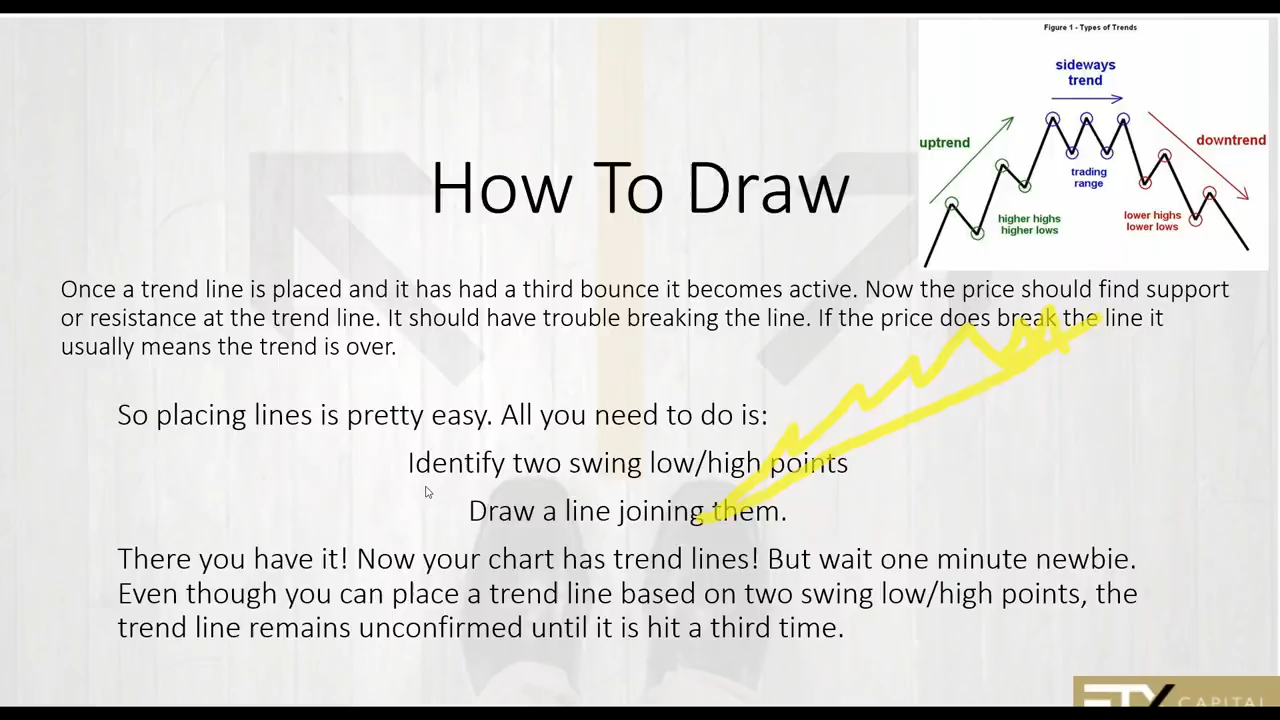 Figure 1 - Types of Trends
sideways
trend
uptrend
downtrend
trading
range
higher highs
higher lows
lower highs
lower lows
How To Draw
Once a trend line is placed and it has had a third bounce it becomes active. Now the price should find support
or resistance at the trend line. It should have trouble breaking the line. If the price does break the line it
usually means the trend is over.
So placing lines is pretty easy. All you need to do is:
Identify two swing low/high points
Draw a line joining them.
There you have it! Now your chart has trend lines! But wait one minute newbie.
Even though you can place a trend line based on two swing low/high points, the
trend line remains unconfirmed until it is hit a third time.
CAPITAL